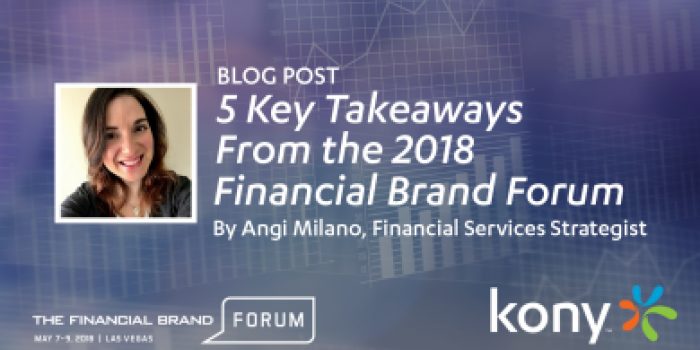 BLOG POST
5 Key Takeaways
From the 2018
Financial Brand Forum
By Angi Milano, Financial Services Strategist
THE FINANCIAL BRAND FORUM
MAY 7-9, 2018 | LAS VEGAS
kony